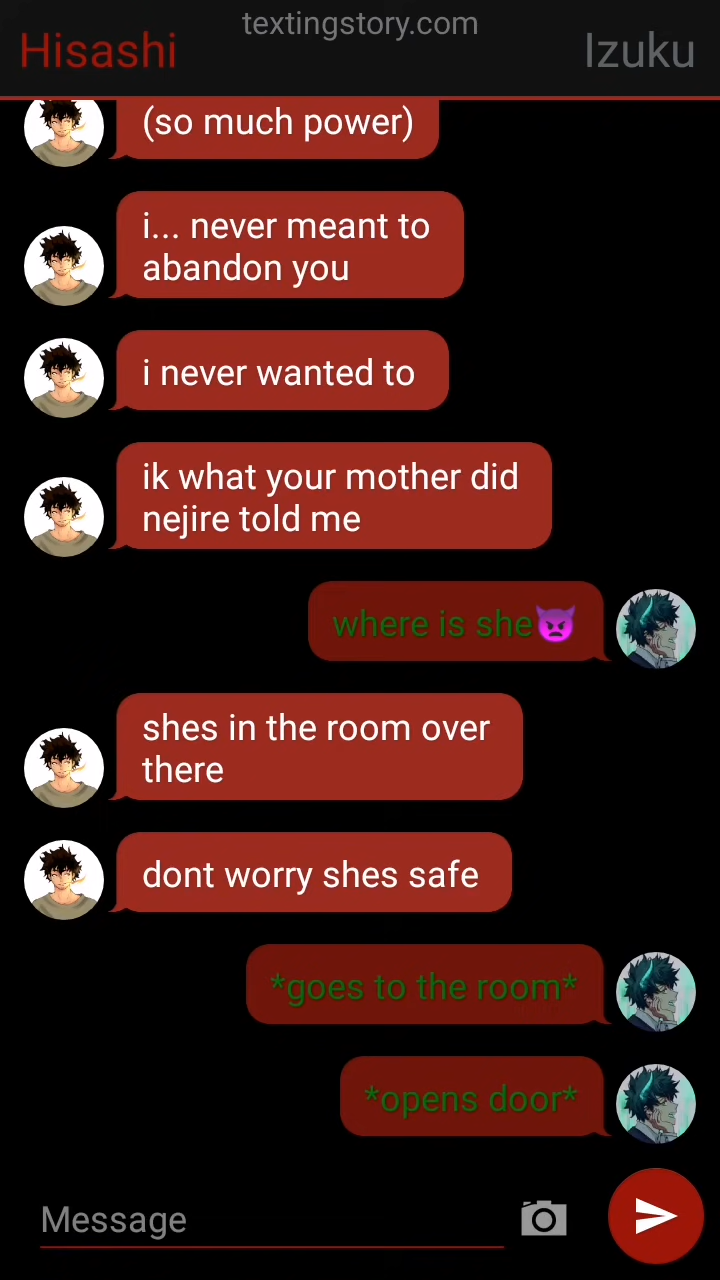 textingstory.com
Hisashi
Izuku
(so much power)
i... never meant to
abandon you
i never wanted to
ik what your mother did
nejire told me
where is she👿
shes in the room over
there
dont worry shes safe
*goes to the room*
*opens door*
Message